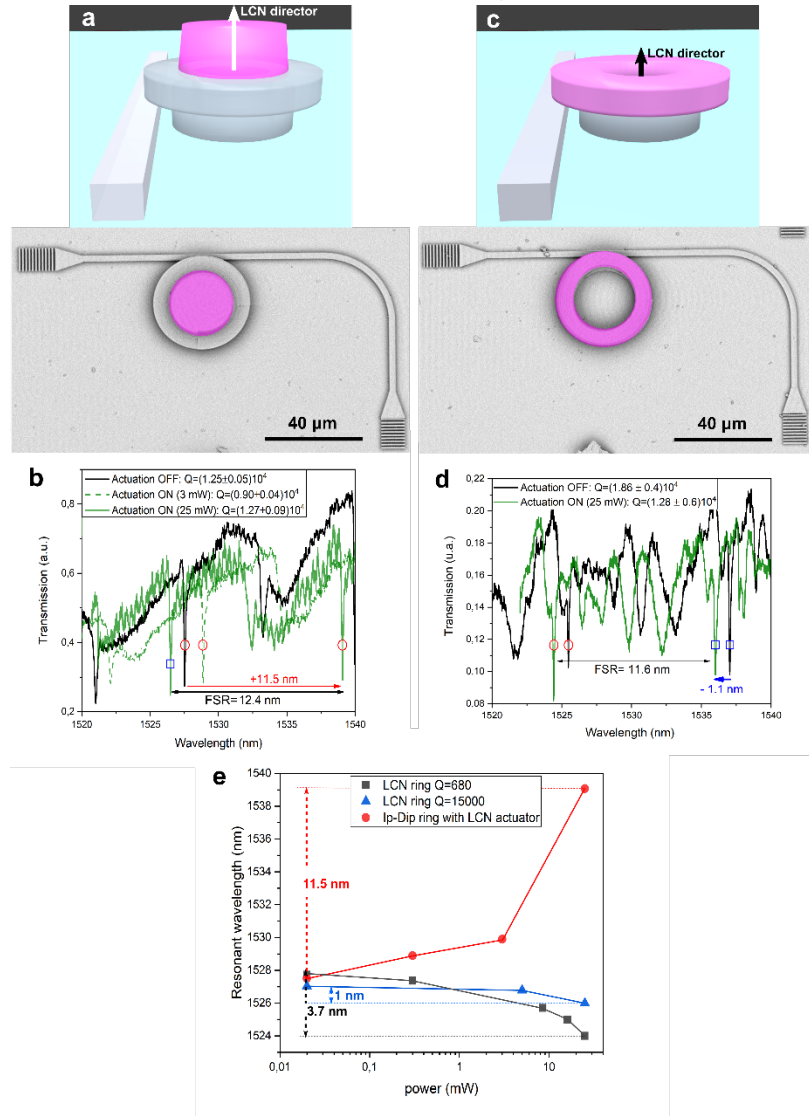 a
LCN director
c
LCN director
40 µm
40 µm
b
Actuation OFF: Q=(1.25±0.05)10⁴
Actuation ON (3 mW): Q=(0.90+0.04)10⁴
Actuation ON (25 mW): Q=(1.27+0.09)10⁴
Transmission (a.u.)
0,8
0,6
0,4
0,2
+11.5 nm
FSR=12.4 nm
1520
1525
1530
1535
1540
Wavelength (nm)
d
Actuation OFF: Q=(1.86 ± 0.4)10⁴
Actuation ON (25 mW): Q=(1.28 ± 0.6)10⁴
Transmission (u.a.)
0,22
0,20
0,18
0,16
0,14
0,12
0,10
0,08
FSR= 11.6 nm
- 1.1 nm
1520
1525
1530
1535
1540
Wavelength (nm)
e
LCN ring Q=680
LCN ring Q=15000
Ip-Dip ring with LCN actuator
Resonant wavelength (nm)
1540
1538
1536
1534
1532
1530
1528
1526
1524
11.5 nm
1 nm
3.7 nm
0,01
0,1
1
10
power (mW)